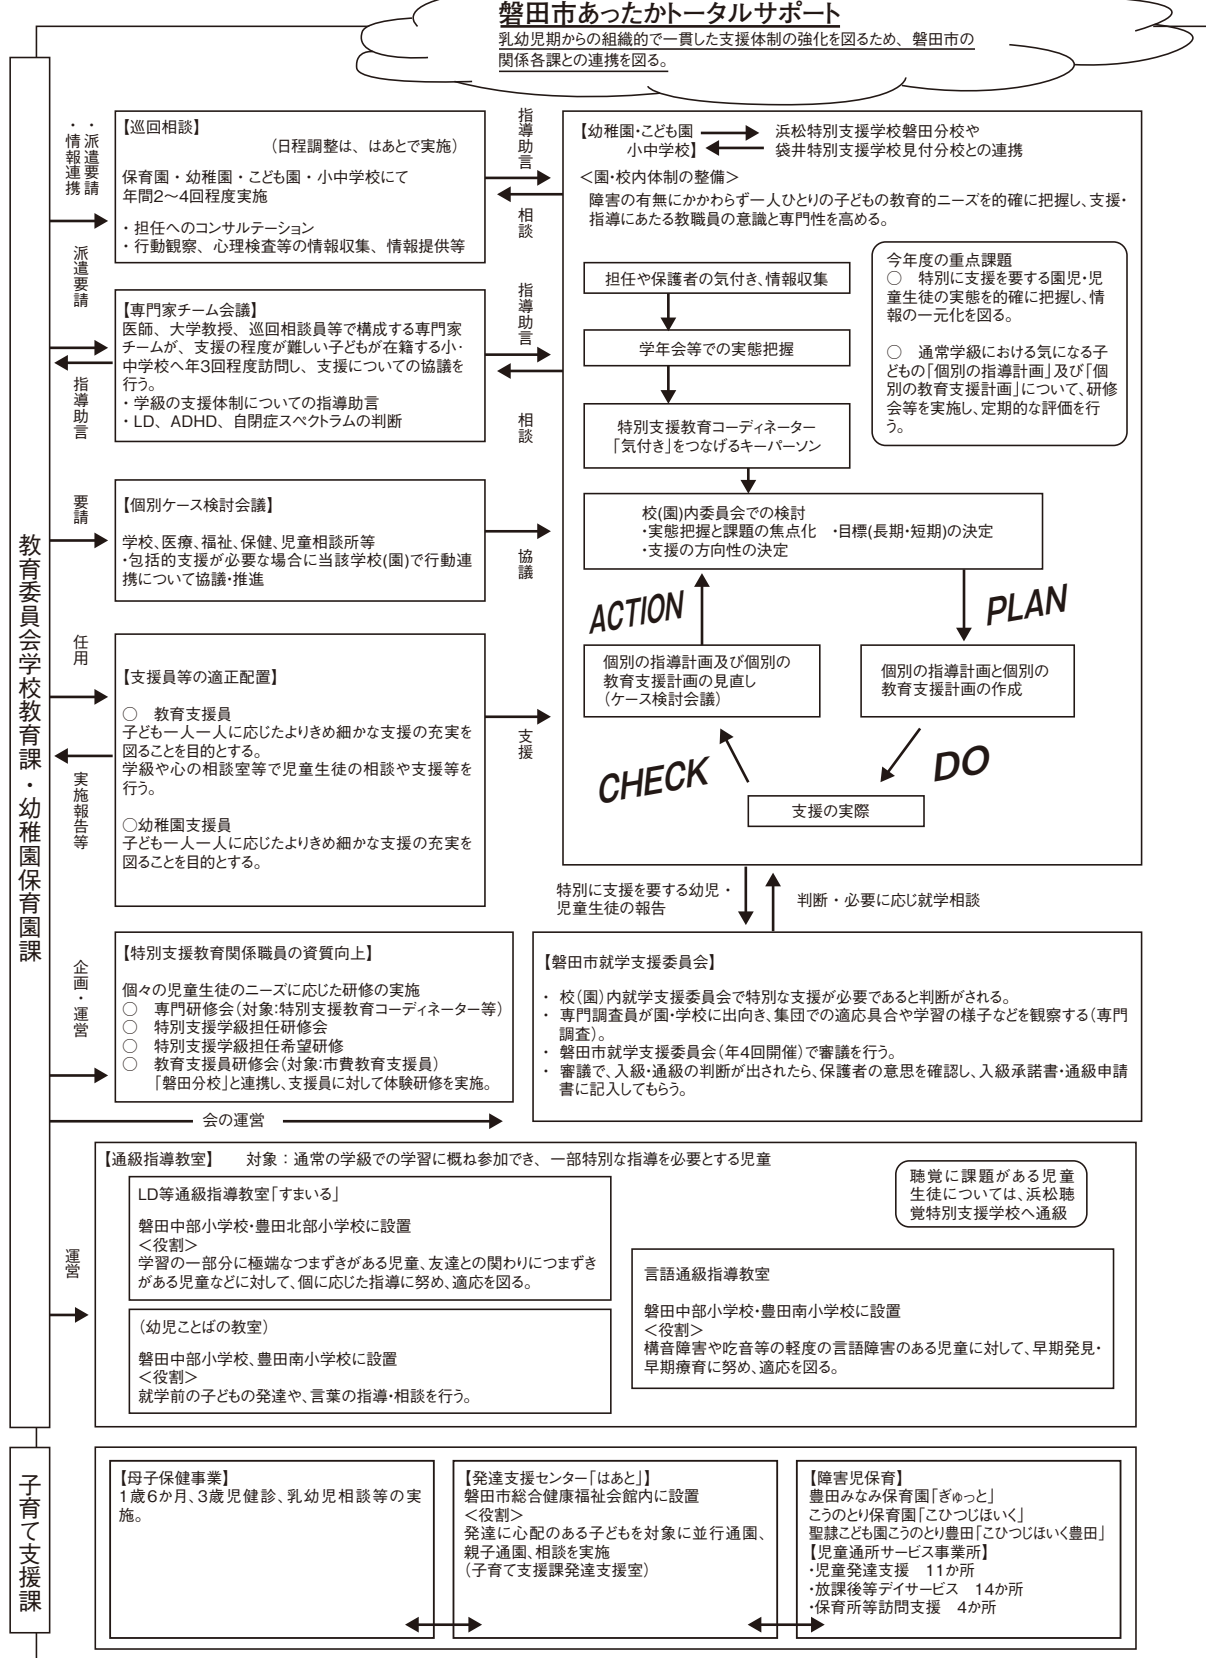 磐田市あったかトータルサポート
乳幼児期からの組織的で一貫した支援体制の強化を図るため、磐田市の
関係各課との連携を図る。
教育委員会学校教育課・幼稚園保育園課
・派遣要請
・情報連携
【巡回相談】
（日程調整は、はあとで実施）
保育園・幼稚園・こども園・小中学校にて
年間2～4回程度実施
・担任へのコンサルテーション
・行動観察、心理検査等の情報収集、情報提供等
指導助言
相談
派遣要請
指導助言
【専門家チーム会議】
医師、大学教授、巡回相談員等で構成する専門家
チームが、支援の程度が難しい子どもが在籍する小・
中学校へ年3回程度訪問し、支援についての協議を
行う。
・学級の支援体制についての指導助言
・LD、ADHD、自閉症スペクトラムの判断
指導助言
相談
要請
【個別ケース検討会議】
学校、医療、福祉、保健、児童相談所等
・包括的支援が必要な場合に当該学校(園)で行動連
携について協議・推進
協議
任用
実施報告等
【支援員等の適正配置】
○　教育支援員
子ども一人一人に応じたよりきめ細かな支援の充実を
図ることを目的とする。
学級や心の相談室等で児童生徒の相談や支援等を
行う。
○幼稚園支援員
子ども一人一人に応じたよりきめ細かな支援の充実を
図ることを目的とする。
支援
【幼稚園・こども園
小中学校】
浜松特別支援学校磐田分校や
袋井特別支援学校見付分校との連携
＜園・校内体制の整備＞
障害の有無にかかわらず一人ひとりの子どもの教育的ニーズを的確に把握し、支援・
指導にあたる教職員の意識と専門性を高める。
担任や保護者の気付き、情報収集
学年会等での実態把握
特別支援教育コーディネーター
「気付き」をつなげるキーパーソン
今年度の重点課題
○　特別に支援を要する園児・児
童生徒の実態を的確に把握し、情
報の一元化を図る。
○　通常学級における気になる子
どもの「個別の指導計画」及び「個
別の教育支援計画」について、研修
会等を実施し、定期的な評価を行
う。
校(園)内委員会での検討
・実態把握と課題の焦点化　・目標(長期・短期)の決定
・支援の方向性の決定
ACTION
PLAN
個別の指導計画及び個別の
教育支援計画の見直し
（ケース検討会議）
個別の指導計画と個別の
教育支援計画の作成
CHECK
DO
支援の実際
特別に支援を要する幼児・
児童生徒の報告
判断・必要に応じ就学相談
企画・運営
【特別支援教育関係職員の資質向上】
個々の児童生徒のニーズに応じた研修の実施
○　専門研修会（対象：特別支援教育コーディネーター等）
○　特別支援学級担任研修会
○　特別支援学級担任希望研修
○　教育支援員研修会（対象：市費教育支援員）
「磐田分校」と連携し、支援員に対して体験研修を実施。
【磐田市就学支援委員会】
・ 校（園）内就学支援委員会で特別な支援が必要であると判断がされる。
・ 専門調査員が園・学校に出向き、集団での適応具合や学習の様子などを観察する（専門
調査）。
・ 磐田市就学支援委員会（年4回開催）で審議を行う。
・ 審議で、入級・通級の判断が出されたら、保護者の意思を確認し、入級承諾書・通級申請
書に記入してもらう。
会の運営
運営
【通級指導教室】　対象：通常の学級での学習に概ね参加でき、一部特別な指導を必要とする児童
LD等通級指導教室「すまいる」
磐田中部小学校・豊田北部小学校に設置
＜役割＞
学習の一部分に極端なつまずきがある児童、友達との関わりにつまずき
がある児童などに対して、個に応じた指導に努め、適応を図る。
（幼児ことばの教室）
磐田中部小学校、豊田南小学校に設置
＜役割＞
就学前の子どもの発達や、言葉の指導・相談を行う。
聴覚に課題がある児童
生徒については、浜松聴
覚特別支援学校へ通級
言語通級指導教室
磐田中部小学校・豊田南小学校に設置
＜役割＞
構音障害や吃音等の軽度の言語障害のある児童に対して、早期発見・
早期療育に努め、適応を図る。
子育て支援課
【母子保健事業】
1歳6か月、3歳児健診、乳幼児相談等の実
施。
【発達支援センター「はあと」】
磐田市総合健康福祉会館内に設置
＜役割＞
発達に心配のある子どもを対象に並行通園、
親子通園、相談を実施
（子育て支援課発達支援室）
【障害児保育】
豊田みなみ保育園「ぎゅっと」
こうのとり保育園「こひつじほいく」
聖隷こども園こうのとり豊田「こひつじほいく豊田」
【児童通所サービス事業所】
・児童発達支援　11か所
・放課後等デイサービス　14か所
・保育所等訪問支援　4か所